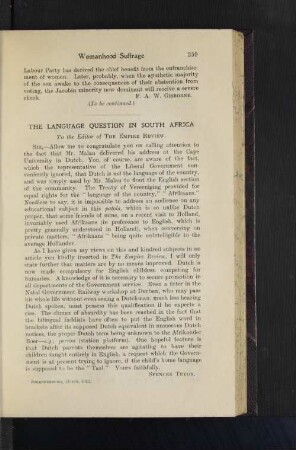 Womanhood Suffrage 235
Labour Party has derived the chief benefit from the enfranchise-
ment of women. Later, probably, when the apathetic majority
of the sex awake to the consequences of their abstention from
voting, the Jacobin minority now dominant will receive a severe
check. F. A. W. GISBORNE.
(To be continued.)
THE LANGUAGE QUESTION IN SOUTH AFRICA
To the Editor of THE EMPIRE REVIEW.
SIR,—Allow me to congratulate you on calling attention to
the fact that Mr. Malan delivered his address at the Cape
University in Dutch. You, of course, are aware of the fact,
which the representative of the Liberal Government con-
veniently ignored, that Dutch is not the language of the country,
and was simply used by Mr. Malan to flout the English section
of the community. The Treaty of Vereeniging provided for
equal rights for the "language of the country," "Afrikaans."
Needless to say, it is impossible to address an audience on any
educational subject in this patois, which is so unlike Dutch
proper, that some friends of mine, on a recent visit to Holland,
invariably used Afrikaans in preference to English, which is
pretty generally understood in Holland, when conversing on
private matters, "Afrikaans" being quite unintelligible to the
average Hollander.
As I have given my views on this and kindred subjects in an
article you kindly inserted in The Empire Review, I will only
state further that matters are by no means improved. Dutch is
now made compulsory for English children competing for
bursaries. A knowledge of it is necessary to secure promotion in
all departments of the Government service. Even a fitter in the
Natal Government Railway workshop at Durban, who may pass
his whole life without even seeing a Dutchman, much less hearing
Dutch spoken, must possess this qualification if he expects a
rise. The climax of absurdity has been reached in the fact that
the bilingual faddists have often to put the English word in
brackets after its supposed Dutch equivalent in numerous Dutch
notices, the proper Dutch term being unknown to the Afrikander
Boer—e.g., perron (station platform). One hopeful feature is
that Dutch parents themselves are agitating to have their
children taught entirely in English, a request which the Govern-
ment is at present trying to ignore, if the child's home language
is supposed to be the "Taal." Yours faithfully,